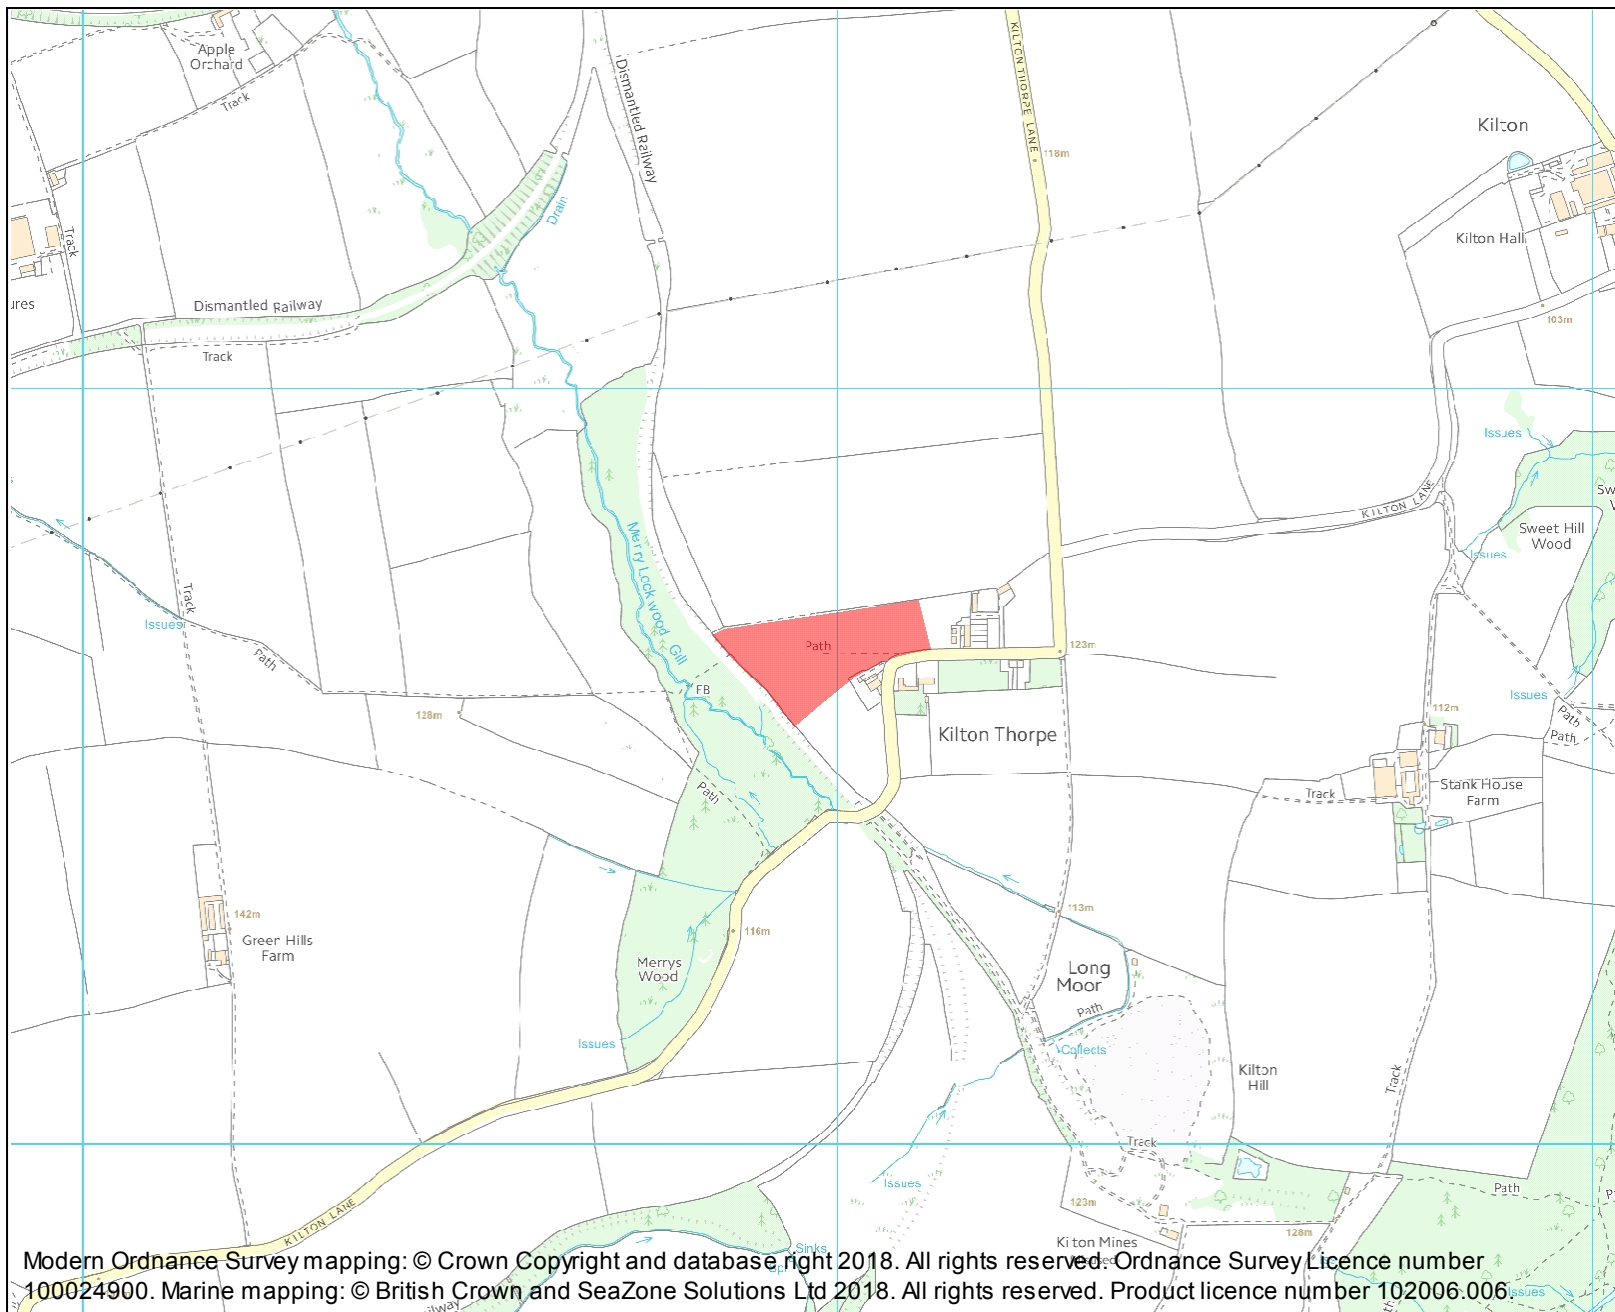 Apple
Orchard
Track
Dismantled Railway
KILTON THORPE LANE
118m
Kilton
Drain
Track
Kilton Hall
ures
Dismantled Railway
103m
Track
Issues
KILTON LANE
Sw
Sweet Hill
Wood
Issues
Merry Lockwood Gill
Track
Issues
Path
Path
123m
FB
Issues
128m
112m
Path
Path
Kilton Thorpe
Path
Track
Stank House
Farm
142m
113m
116m
Green Hills
Farm
Merrys
Wood
Long
Moor
Path
Issues
Collects
Kilton
Hill
Track
Track
Issues
Path
123m
KILTON LANE
128m
Kilton Mines
Sinks
Modern Ordnance Survey mapping: © Crown Copyright and database right 2018. All rights reserved. Ordnance Survey Licence number
100024900. Marine mapping: © British Crown and SeaZone Solutions Ltd 2018. All rights reserved. Product licence number 102006.006.
Issues